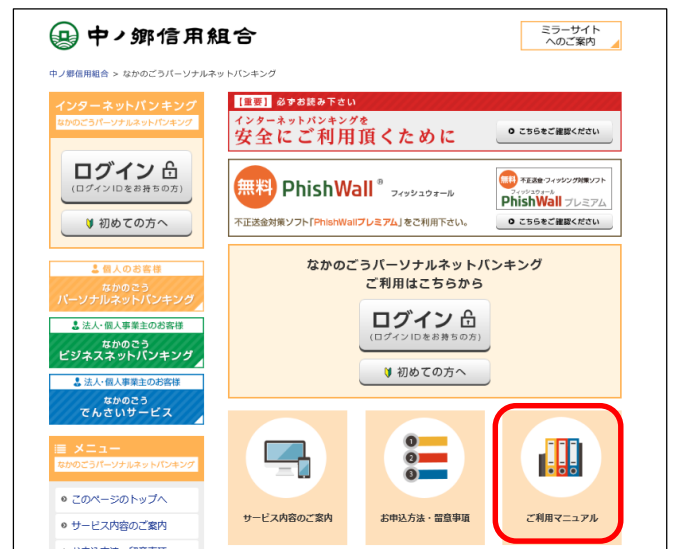 中ノ郷信用組合
ミラーサイト
へのご案内
中ノ郷信用組合 > なかのごうパーソナルネットバンキング
インターネットバンキング
なかのごうパーソナルネットバンキング
ログイン
(ログインIDをお持ちの方)
初めての方へ
個人のお客様
なかのごう
パーソナルネットバンキング
法人・個人事業主のお客様
なかのごう
ビジネスネットバンキング
法人・個人事業主のお客様
なかのごう
でんさいサービス
メニュー
なかのごうパーソナルネットバンキング
このページのトップへ
サービス内容のご案内
【重要】 必ずお読み下さい
インターネットバンキングを
安全にご利用頂くために
こちらをご確認ください
無料 PhishWall ® フィッシュウォール
不正送金対策ソフト「PhishWallプレミアム」をご利用下さい。
無料 不正送金・フィッシング対策ソフト
フィッシュウォール
PhishWall プレミアム
こちらをご確認ください
なかのごうパーソナルネットバンキング
ご利用はこちらから
ログイン
(ログインIDをお持ちの方)
初めての方へ
サービス内容のご案内
1
2
3
お申込方法・留意事項
ご利用マニュアル